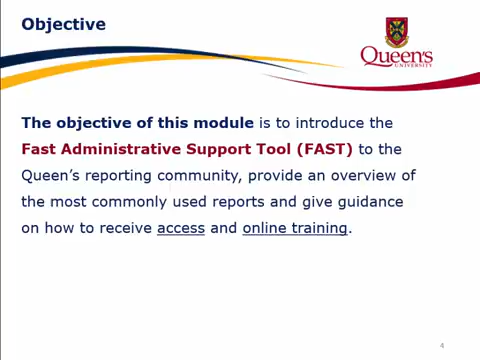 Objective
Queen's
UNIVERSITY
The objective of this module is to introduce the
Fast Administrative Support Tool (FAST) to the
Queen's reporting community, provide an overview of
the most commonly used reports and give guidance
on how to receive access and online training.
4